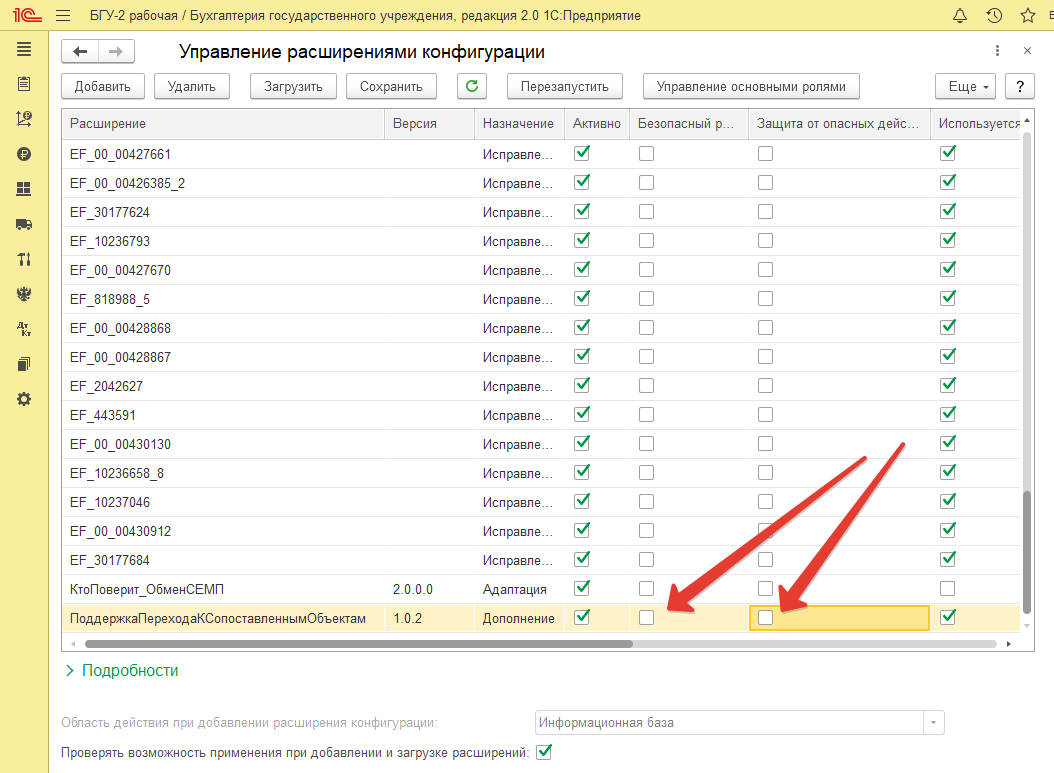 1С БГУ-2 рабочая / Бухгалтерия государственного учреждения, редакция 2.0 1С:Предприятие
Управление расширениями конфигурации
Добавить Удалить Загрузить Сохранить Перезапустить Управление основными ролями Еще ?
Расширение Версия Назначение Активно Безопасный р... Защита от опасных дейс... Используется
EF_00_00427661 Исправле...
EF_00_00426385_2 Исправле...
EF_30177624 Исправле...
EF_10236793 Исправле...
EF_00_00427670 Исправле...
EF_818988_5 Исправле...
EF_00_00428868 Исправле...
EF_00_00428867 Исправле...
EF_2042627 Исправле...
EF_443591 Исправле...
EF_00_00430130 Исправле...
EF_10236658_8 Исправле...
EF_10237046 Исправле...
EF_00_00430912 Исправле...
EF_30177684 Исправле...
КтоПоверит_ОбменСЕМП 2.0.0.0 Адаптация
ПоддержкаПереходаКСопоставленнымОбъектам 1.0.2 Дополнение
Подробности
Область действия при добавлении расширения конфигурации: Информационная база
Проверять возможность применения при добавлении и загрузке расширений: